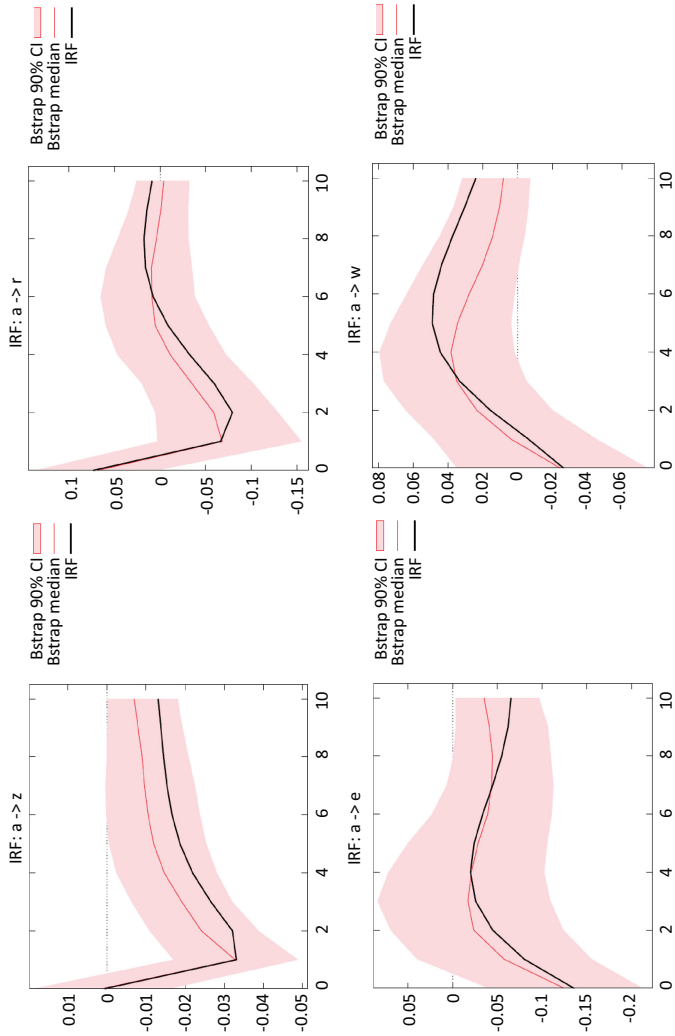 IRF: a -> z
0.01
0
-0.01
-0.02
-0.03
-0.04
-0.05
0 2 4 6 8 10
Bstrap 90% CI
Bstrap median
IRF
IRF: a -> r
0.1
0.05
0
-0.05
-0.1
-0.15
0 2 4 6 8 10
Bstrap 90% CI
Bstrap median
IRF
IRF: a -> e
0.05
0
-0.05
-0.1
-0.15
-0.2
0 2 4 6 8 10
Bstrap 90% CI
Bstrap median
IRF
IRF: a -> w
0.08
0.06
0.04
0.02
0
-0.02
-0.04
-0.06
0 2 4 6 8 10
Bstrap 90% CI
Bstrap median
IRF